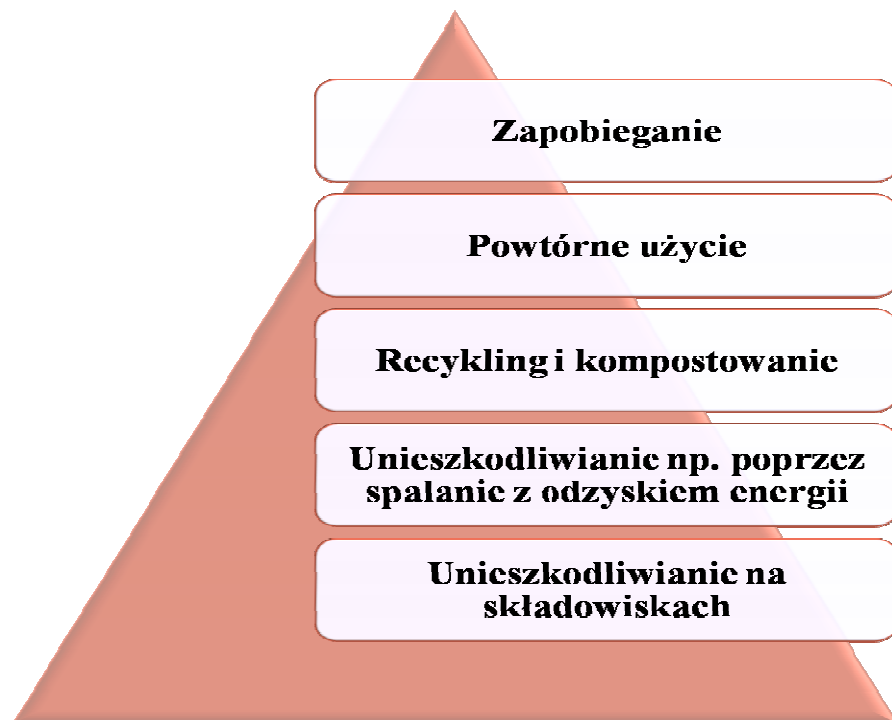 Zapobieganie
Powtórne użycie
Recykling i kompostowanie
Unieszkodliwianie np. poprzez
spalanie z odzyskiem energii
Unieszkodliwianie na
składowiskach